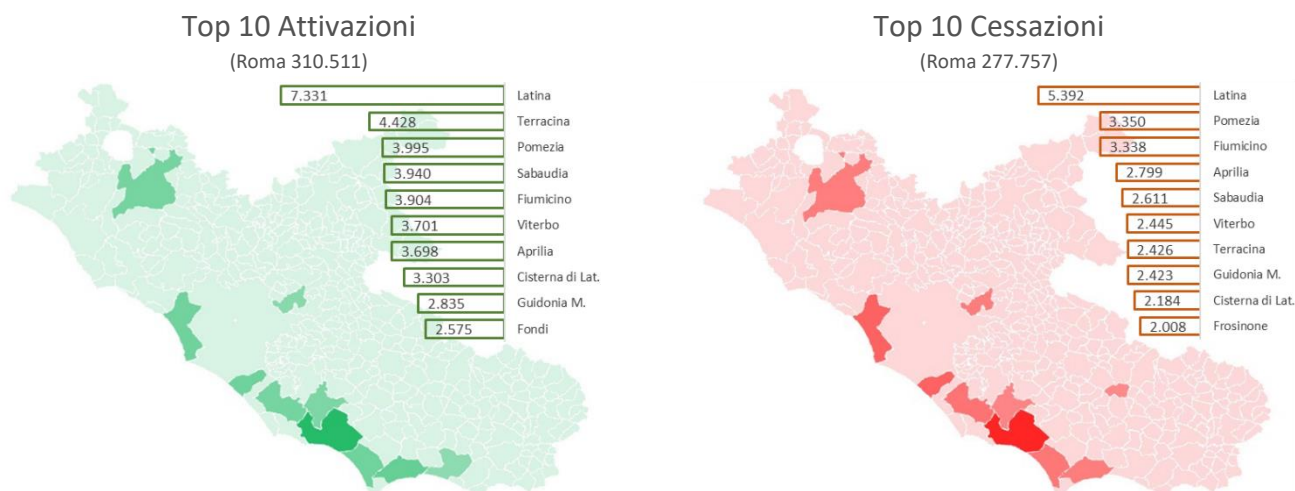 Top 10 Attivazioni
(Roma 310.511)
7.331 Latina
4.428 Terracina
3.995 Pomezia
3.940 Sabaudia
3.904 Fiumicino
3.701 Viterbo
3.698 Aprilia
3.303 Cisterna di Lat.
2.835 Guidonia M.
2.575 Fondi
Top 10 Cessazioni
(Roma 277.757)
5.392 Latina
3.350 Pomezia
3.338 Fiumicino
2.799 Aprilia
2.611 Sabaudia
2.445 Viterbo
2.426 Terracina
2.423 Guidonia M.
2.184 Cisterna di Lat.
2.008 Frosinone